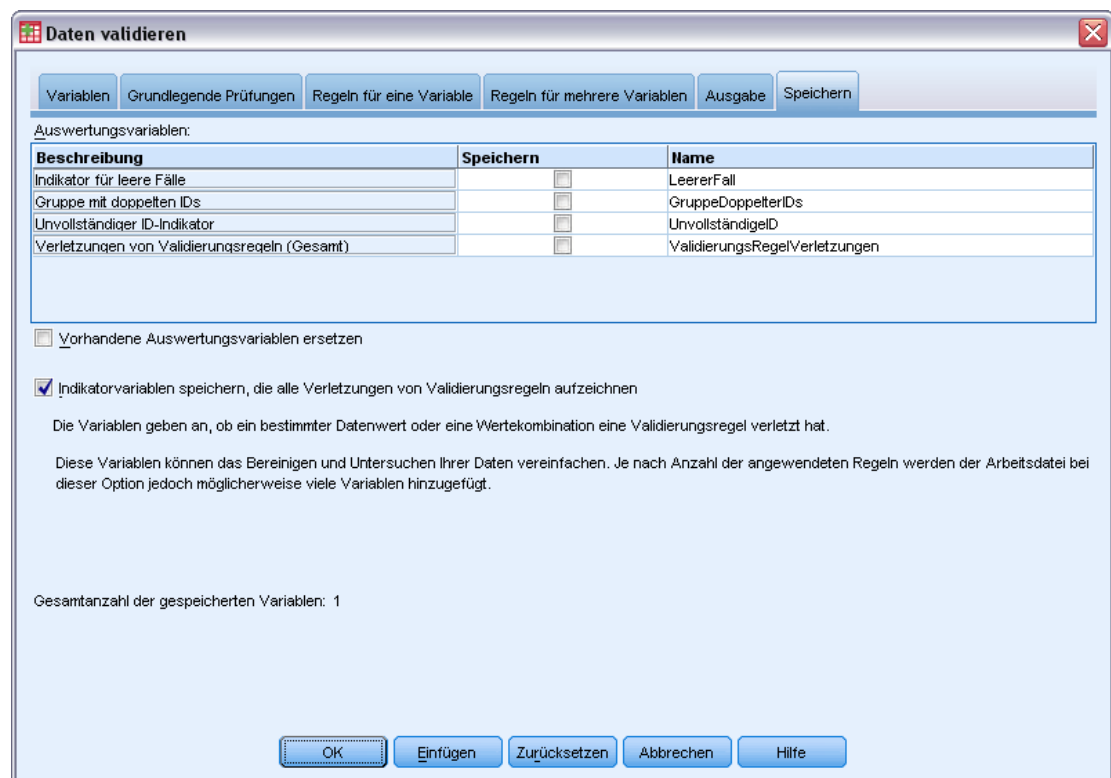 Daten validieren
Variablen Grundlegende Prüfungen Regeln für eine Variable Regeln für mehrere Variablen Ausgabe Speichern
Auswertungsvariablen:
Beschreibung Speichern Name
Indikator für leere Fälle LeererFall
Gruppe mit doppelten IDs GruppeDoppelterIDs
Unvollständiger ID-Indikator UnvollständigeID
Verletzungen von Validierungsregeln (Gesamt) ValidierungsRegelVerletzungen
Vorhandene Auswertungsvariablen ersetzen
Indikatorvariablen speichern, die alle Verletzungen von Validierungsregeln aufzeichnen
Die Variablen geben an, ob ein bestimmter Datenwert oder eine Wertekombination eine Validierungsregel verletzt hat.
Diese Variablen können das Bereinigen und Untersuchen Ihrer Daten vereinfachen. Je nach Anzahl der angewendeten Regeln werden der Arbeitsdatei bei
dieser Option jedoch möglicherweise viele Variablen hinzugefügt.
Gesamtanzahl der gespeicherten Variablen: 1
OK Einfügen Zurücksetzen Abbrechen Hilfe